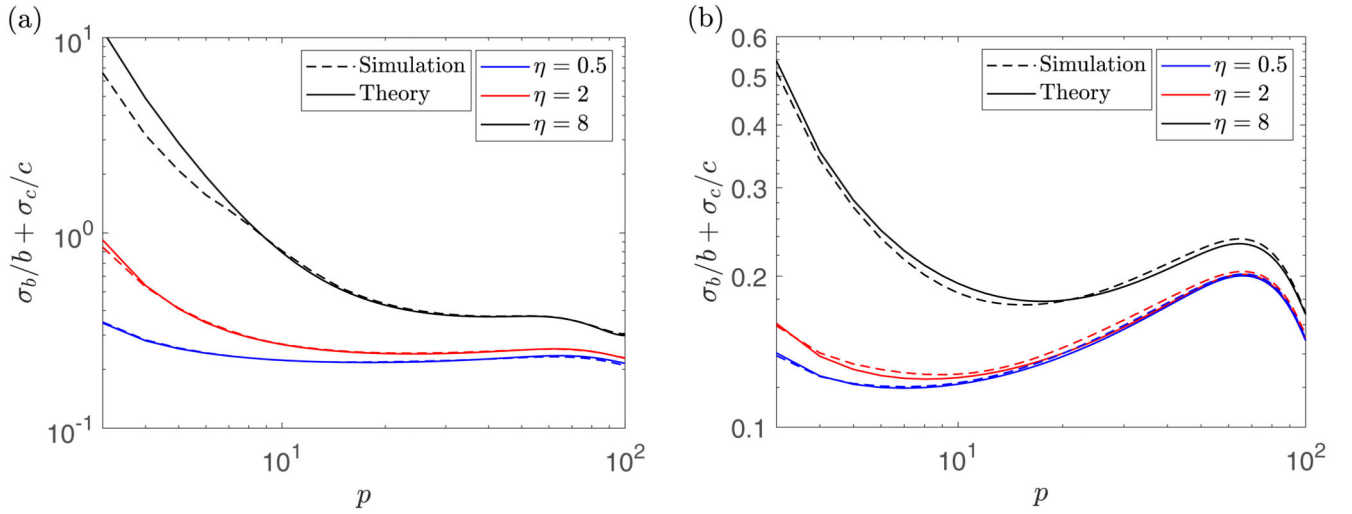 (a)
10^1
10^0
10^{-1}
σ_b/b + σ_c/c
Simulation
Theory
η = 0.5
η = 2
η = 8
10^1
10^2
p
(b)
0.6
0.5
0.4
0.3
0.2
0.1
σ_b/b + σ_c/c
Simulation
Theory
η = 0.5
η = 2
η = 8
10^1
10^2
p